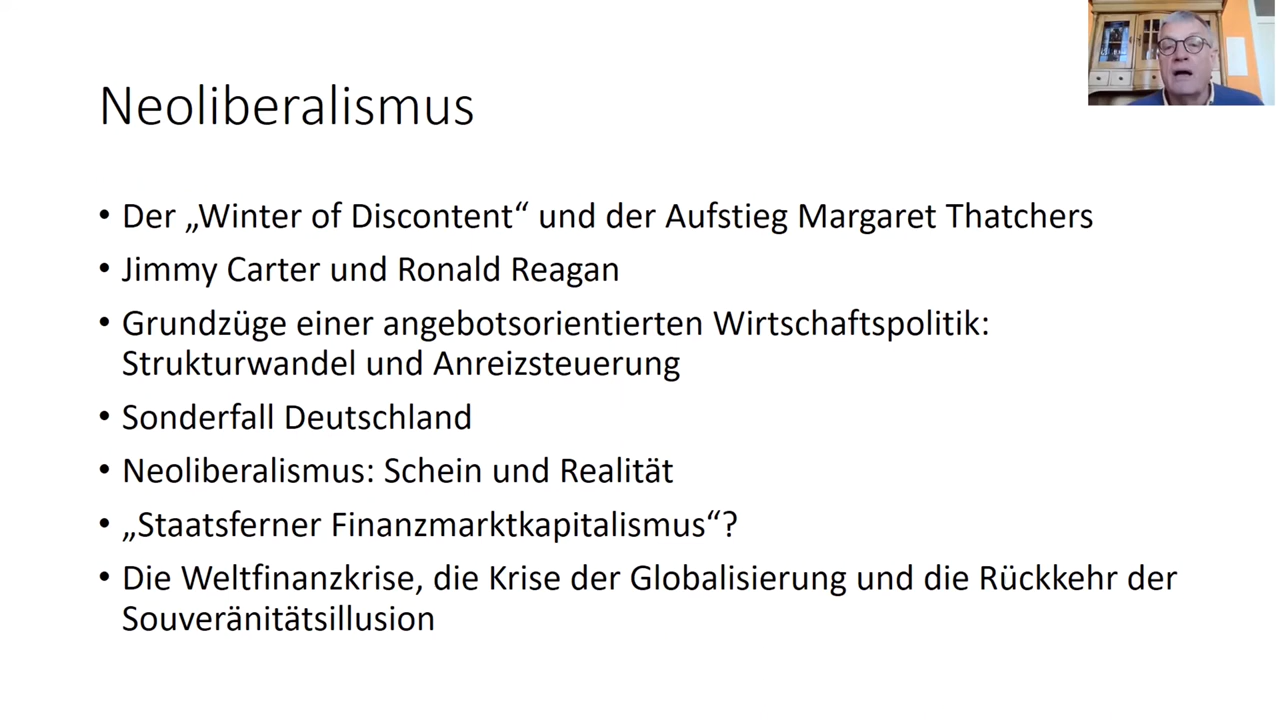 Neoliberalismus
• Der „Winter of Discontent“ und der Aufstieg Margaret Thatchers
• Jimmy Carter und Ronald Reagan
• Grundzüge einer angebotsorientierten Wirtschaftspolitik:
Strukturwandel und Anreizsteuerung
• Sonderfall Deutschland
• Neoliberalismus: Schein und Realität
• „Staatsferner Finanzmarktkapitalismus“?
• Die Weltfinanzkrise, die Krise der Globalisierung und die Rückkehr der
Souveränitätsillusion